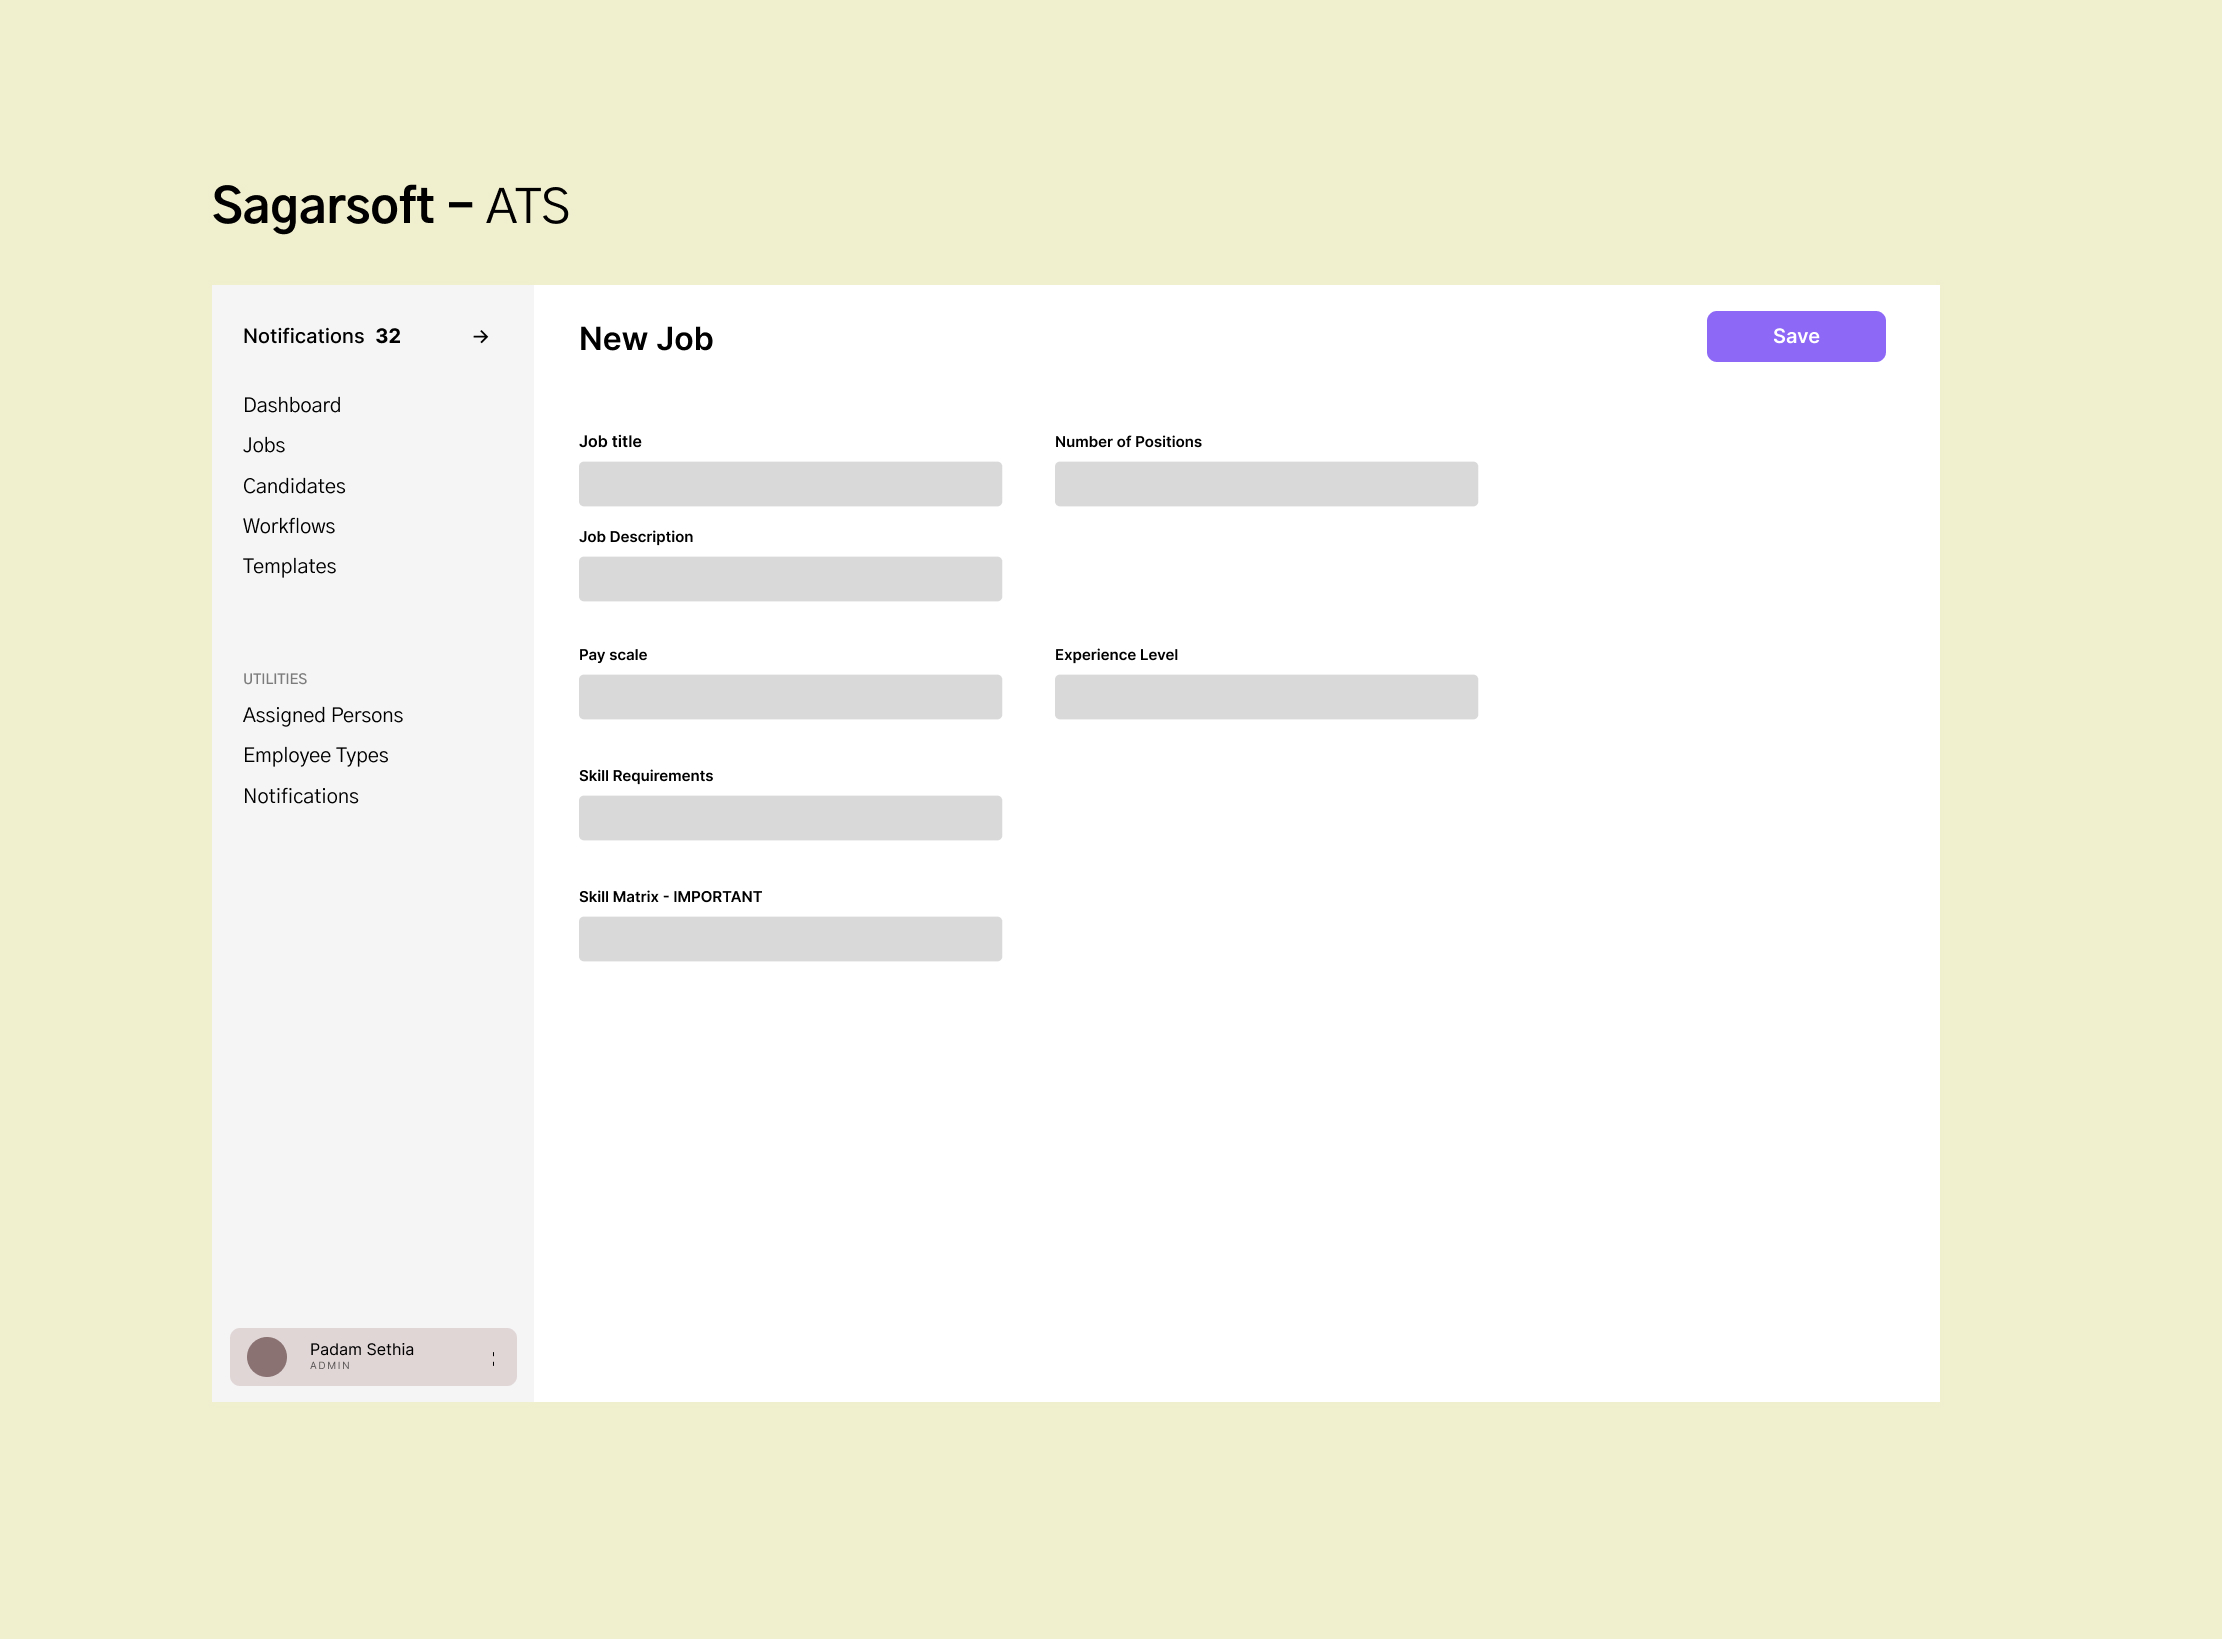 Sagarsoft – ATS
Notifications 32 →
Dashboard
Jobs
Candidates
Workflows
Templates
UTILITIES
Assigned Persons
Employee Types
Notifications
Padam Sethia
ADMIN
New Job
Save
Job title
Number of Positions
Job Description
Pay scale
Experience Level
Skill Requirements
Skill Matrix - IMPORTANT